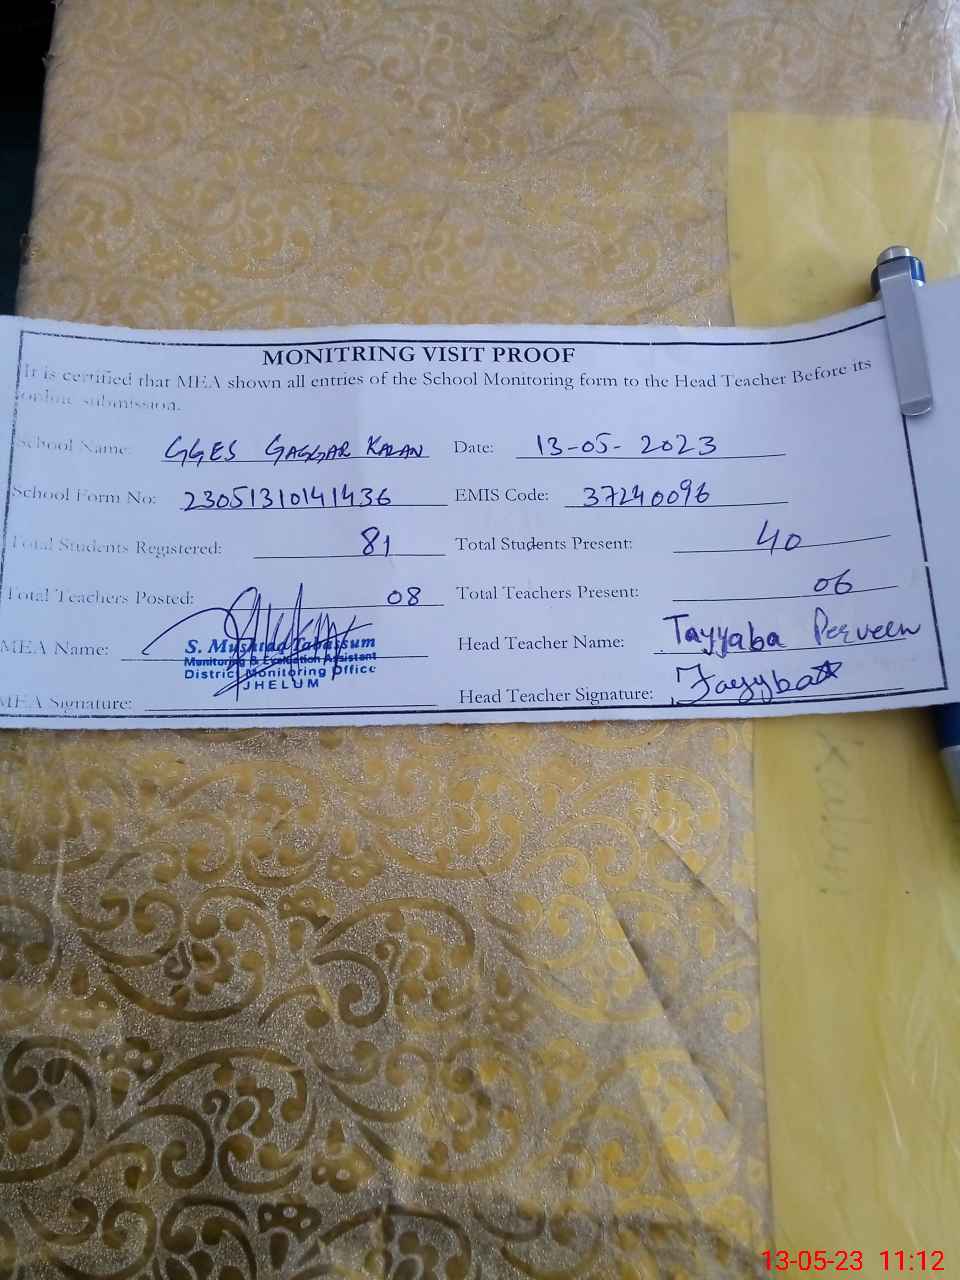 MONITRING VISIT PROOF
It is certified that MEA shown all entries of the School Monitoring form to the Head Teacher Before its
online submission.
School Name: GGES GAGGAR KALAN Date: 13-05-2023
School Form No: 23051310141436 EMIS Code: 37240096
Total Students Registered: 81 Total Students Present: 40
Total Teachers Posted: 08 Total Teachers Present: 06
MEA Name: Head Teacher Name: Tayyaba Perveen
S. Mushtaq Tabassum
Monitoring & Evaluation Assistant
District Monitoring Office
JHELUM
MEA Signature: Head Teacher Signature: Tayyba
13-05-23 11:12